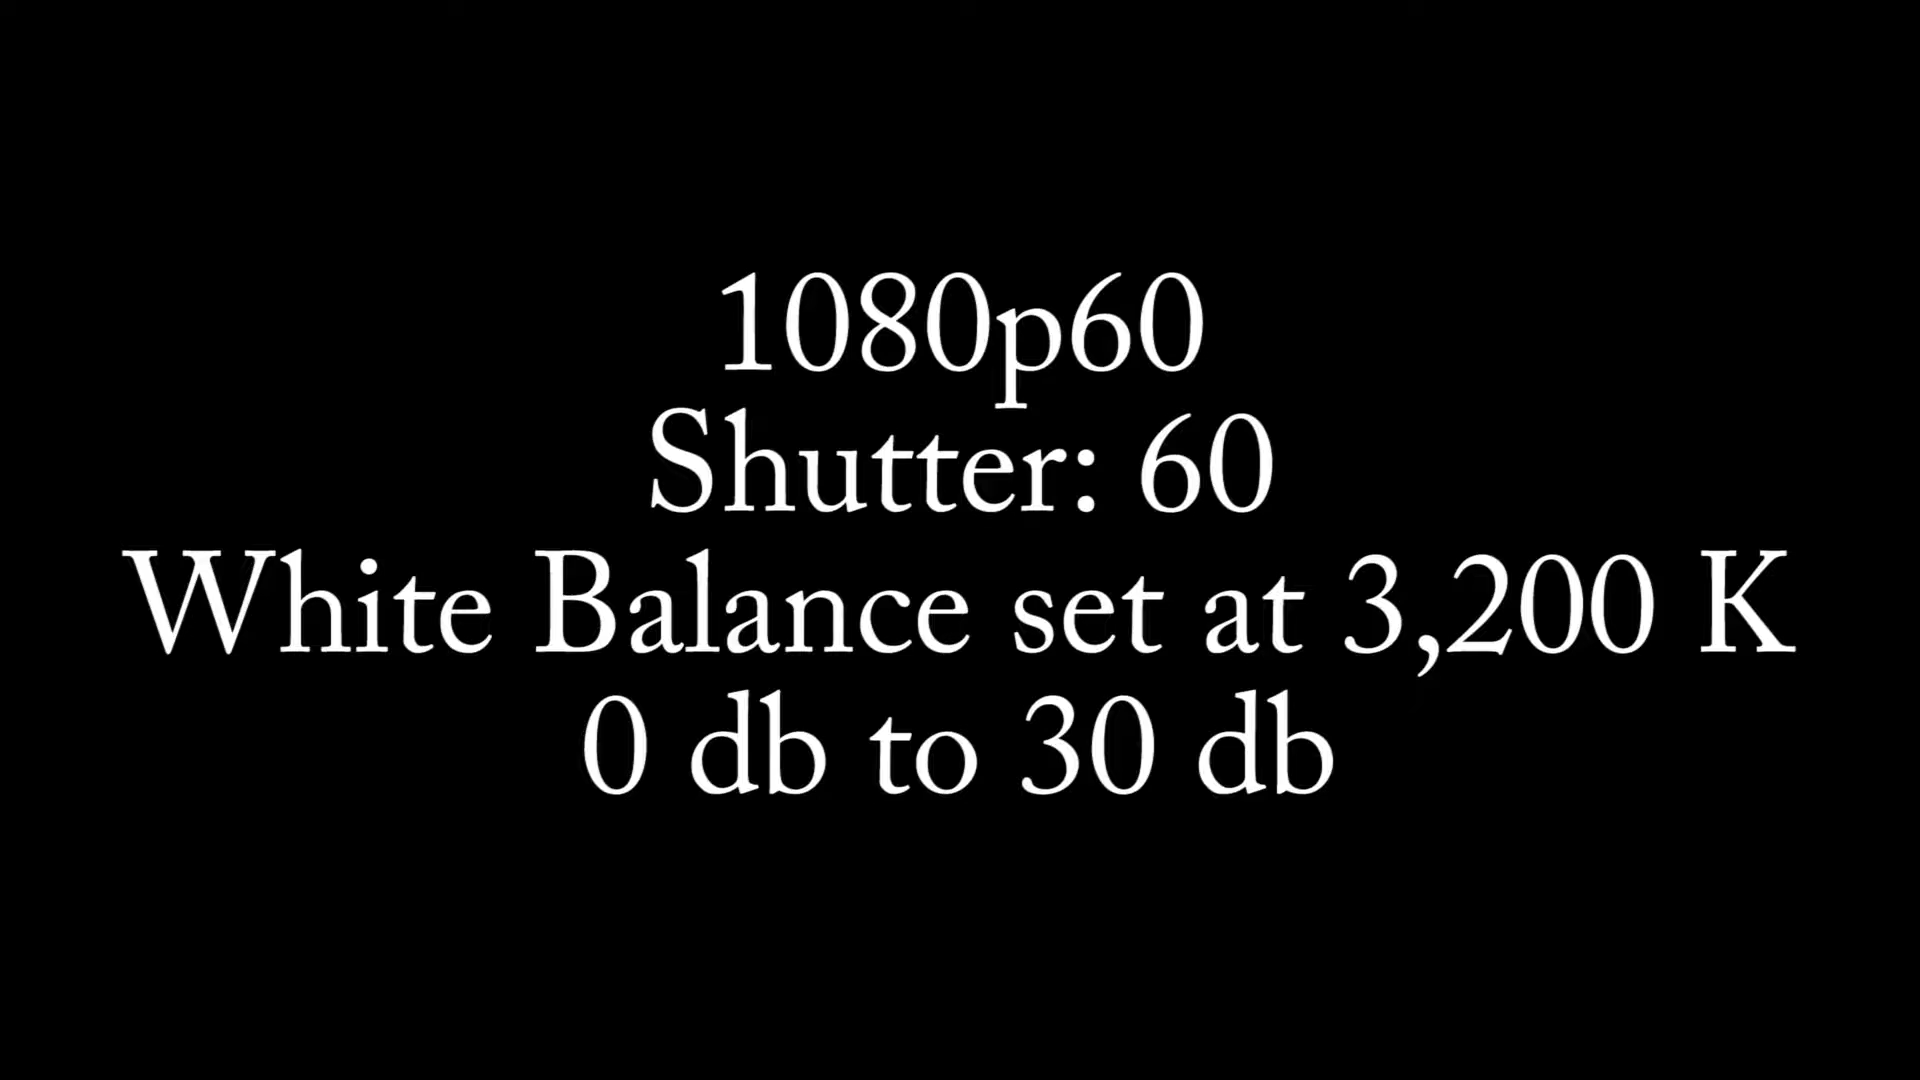 1080p60
Shutter: 60
White Balance set at 3,200 K
0 db to 30 db